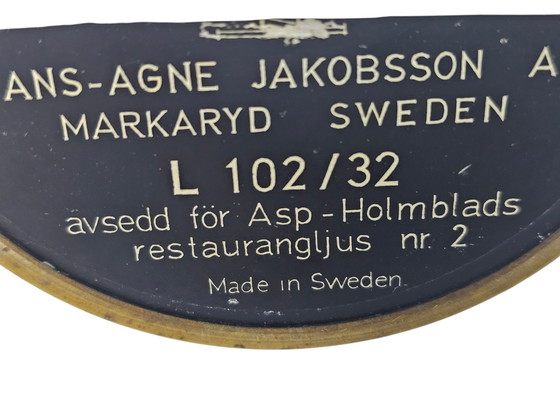 ANS-AGNE JAKOBSSON A
MARKARYD SWEDEN
L 102/32
avsedd för Asp-Holmblads
restaurangljus nr. 2
Made in Sweden